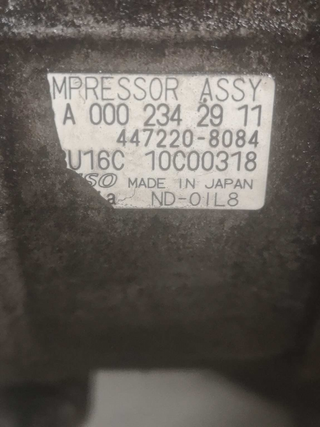 MPRESSOR ASSY
A 000 234 29 11
447220-8084
U16C 10C00318
SO MADE IN JAPAN
a ND-OIL8